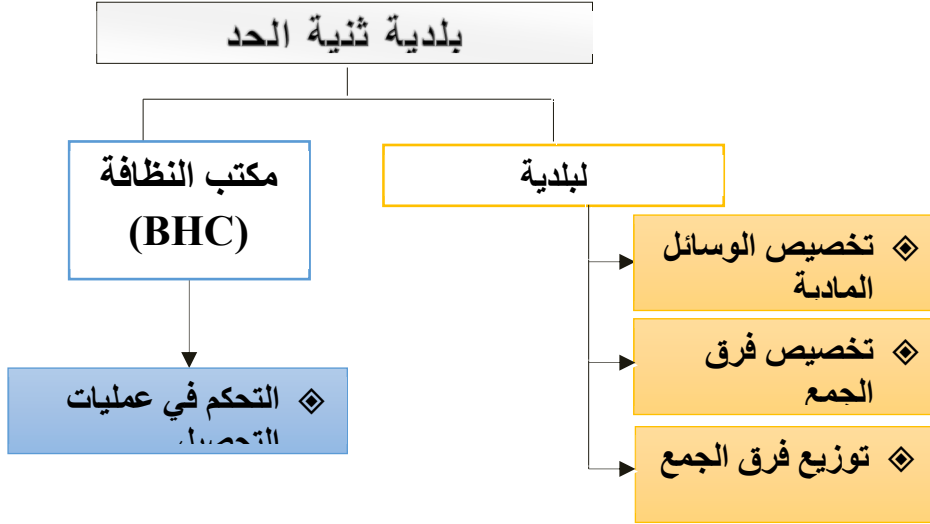 بلدية ثنية الحد
لبلدية
مكتب النظافة
(BHC)
تخصيص الوسائل
المادية
تخصيص فرق
الجمع
توزيع فرق الجمع
التحكم في عمليات
التحصيل